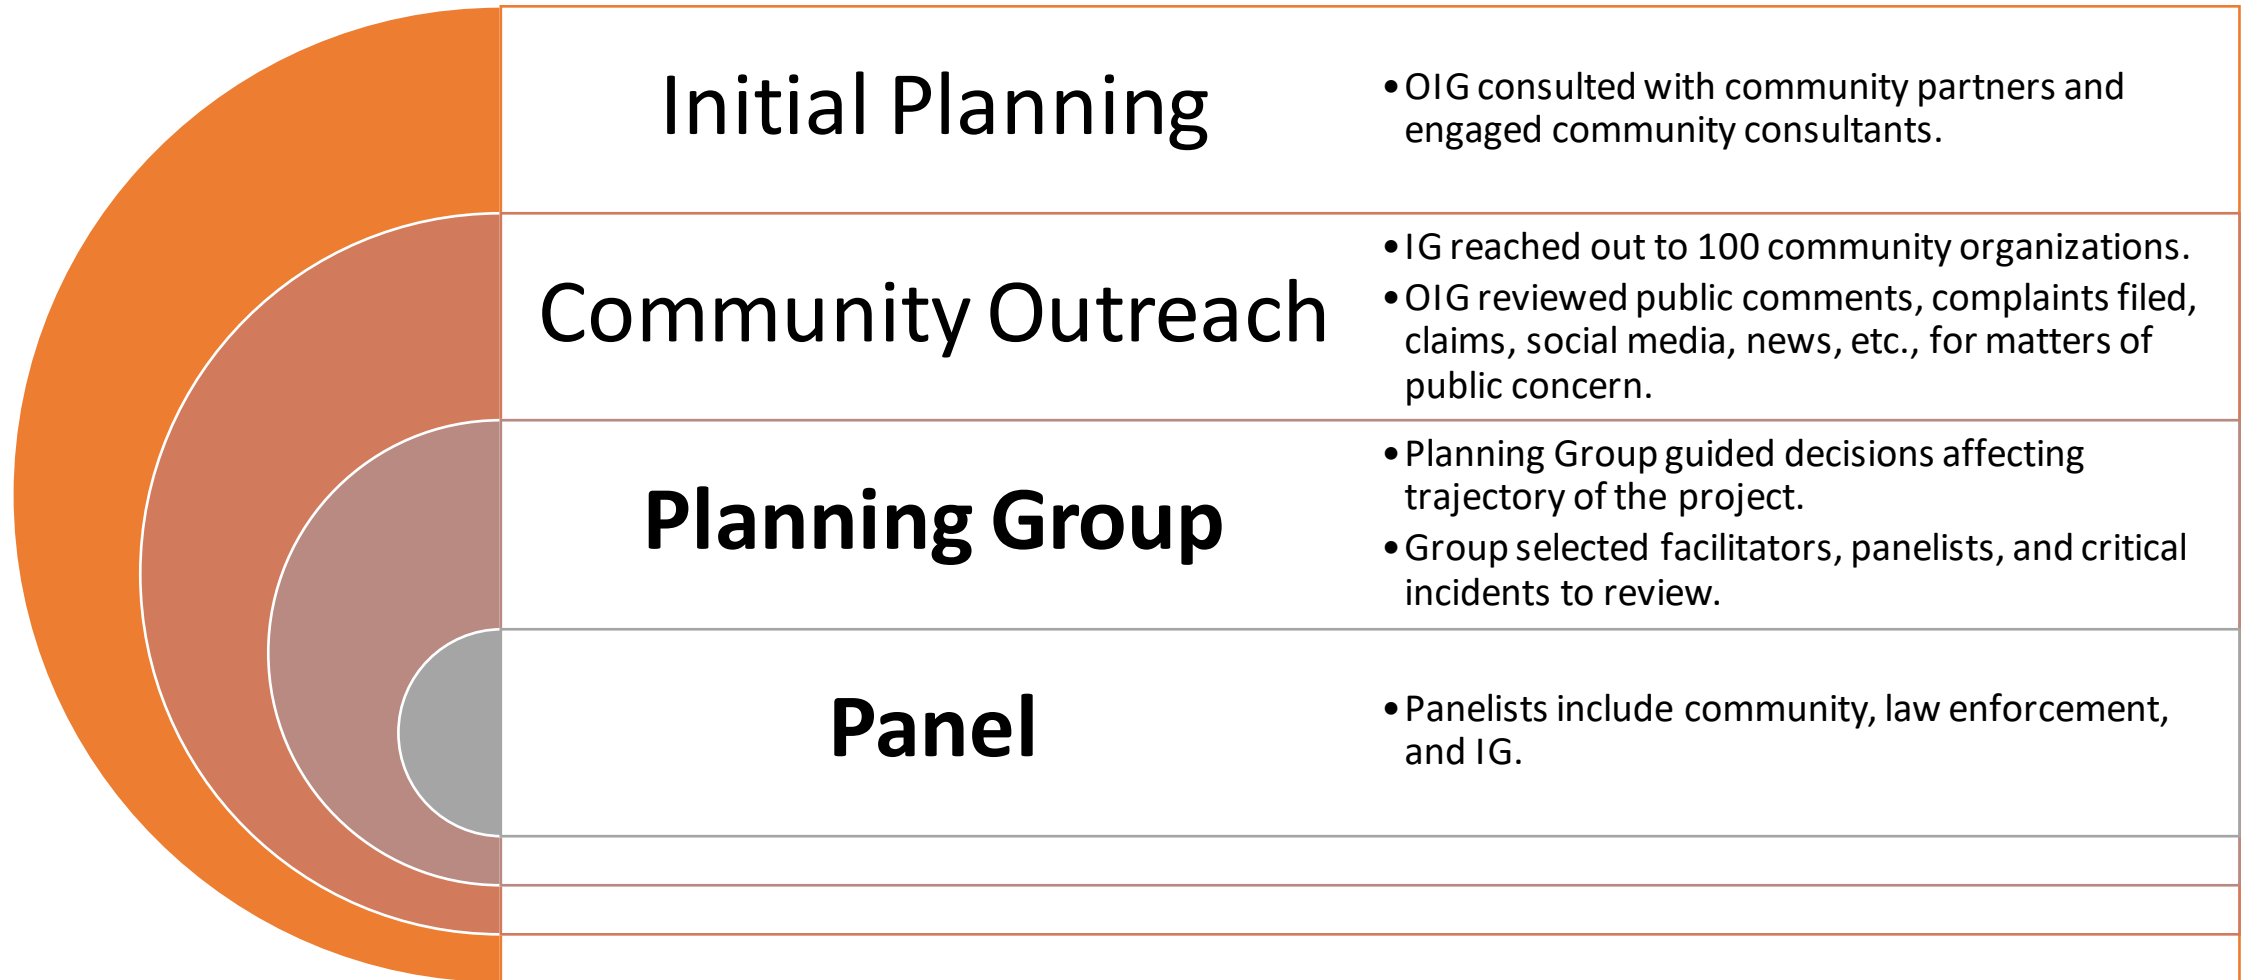 Initial Planning
•OIG consulted with community partners and
engaged community consultants.
Community Outreach
•IG reached out to 100 community organizations.
•OIG reviewed public comments, complaints filed,
claims, social media, news, etc., for matters of
public concern.
Planning Group
•Planning Group guided decisions affecting
trajectory of the project.
•Group selected facilitators, panelists, and critical
incidents to review.
Panel
•Panelists include community, law enforcement,
and IG.